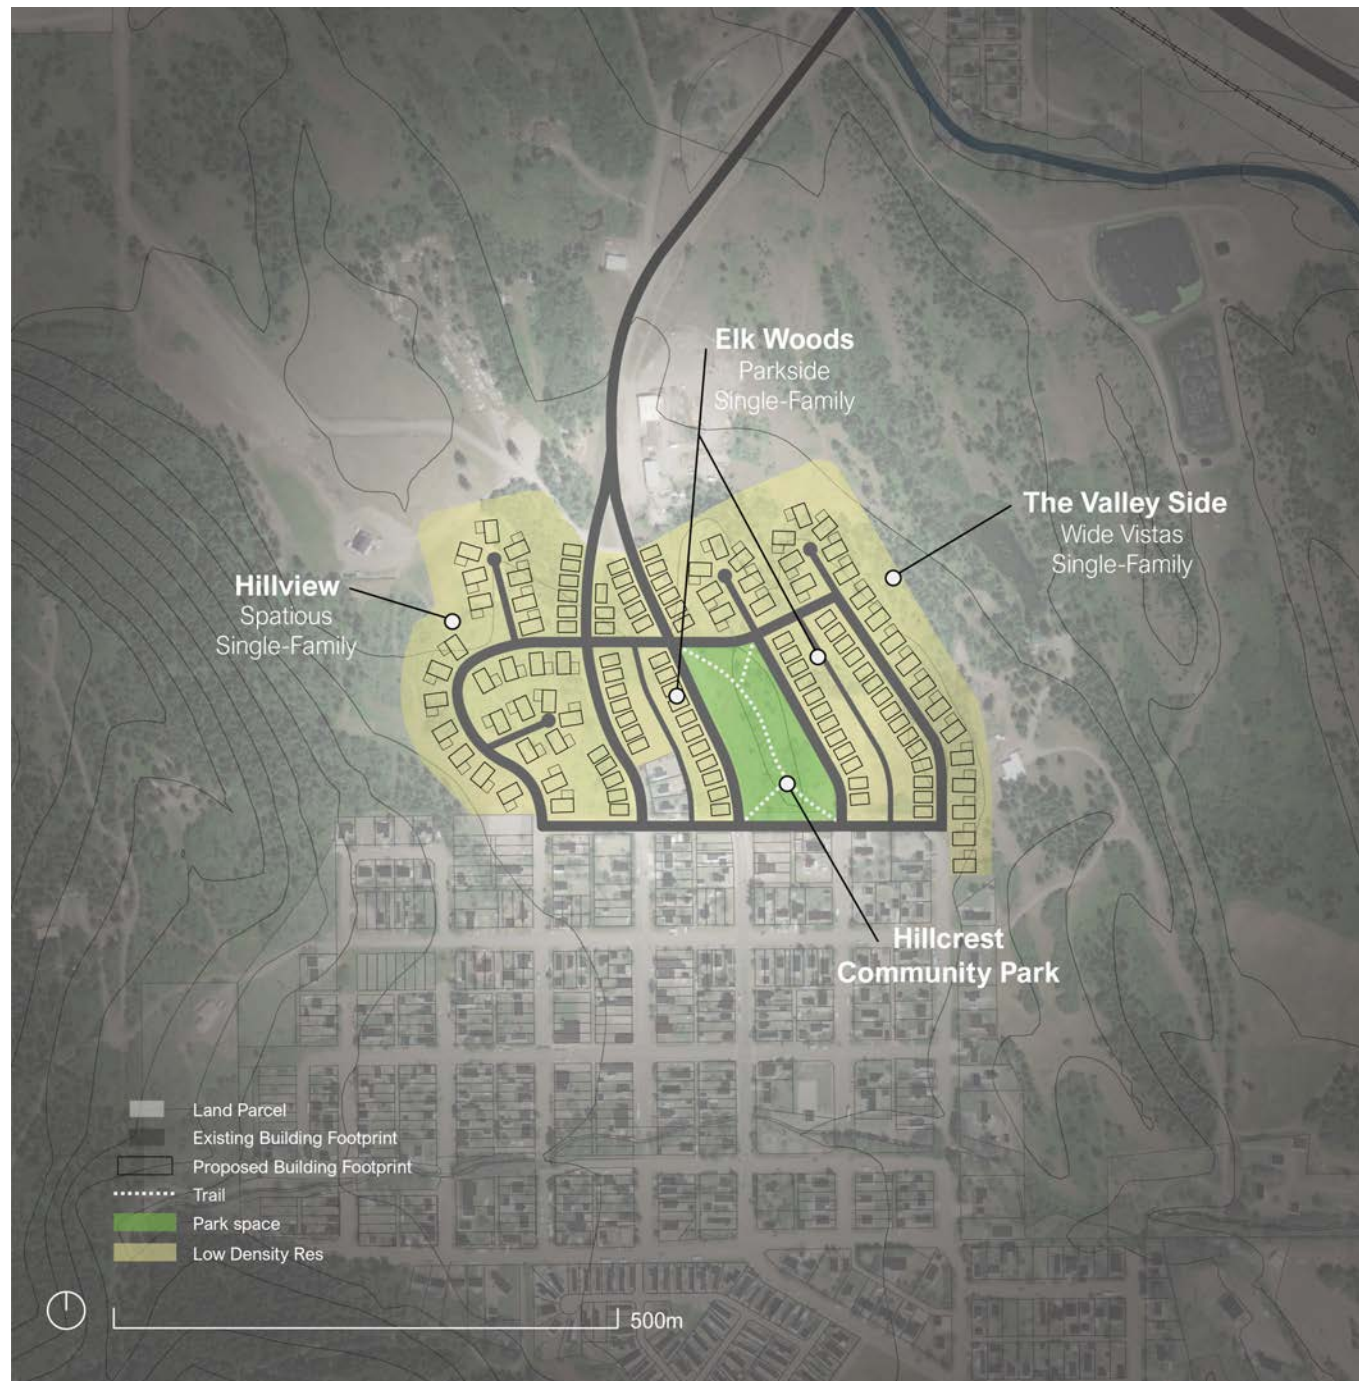 Elk Woods
Parkside
Single-Family
The Valley Side
Wide Vistas
Single-Family
Hillview
Spatious
Single-Family
Hillcrest
Community Park
Land Parcel
Existing Building Footprint
Proposed Building Footprint
Trail
Park space
Low Density Res
500m